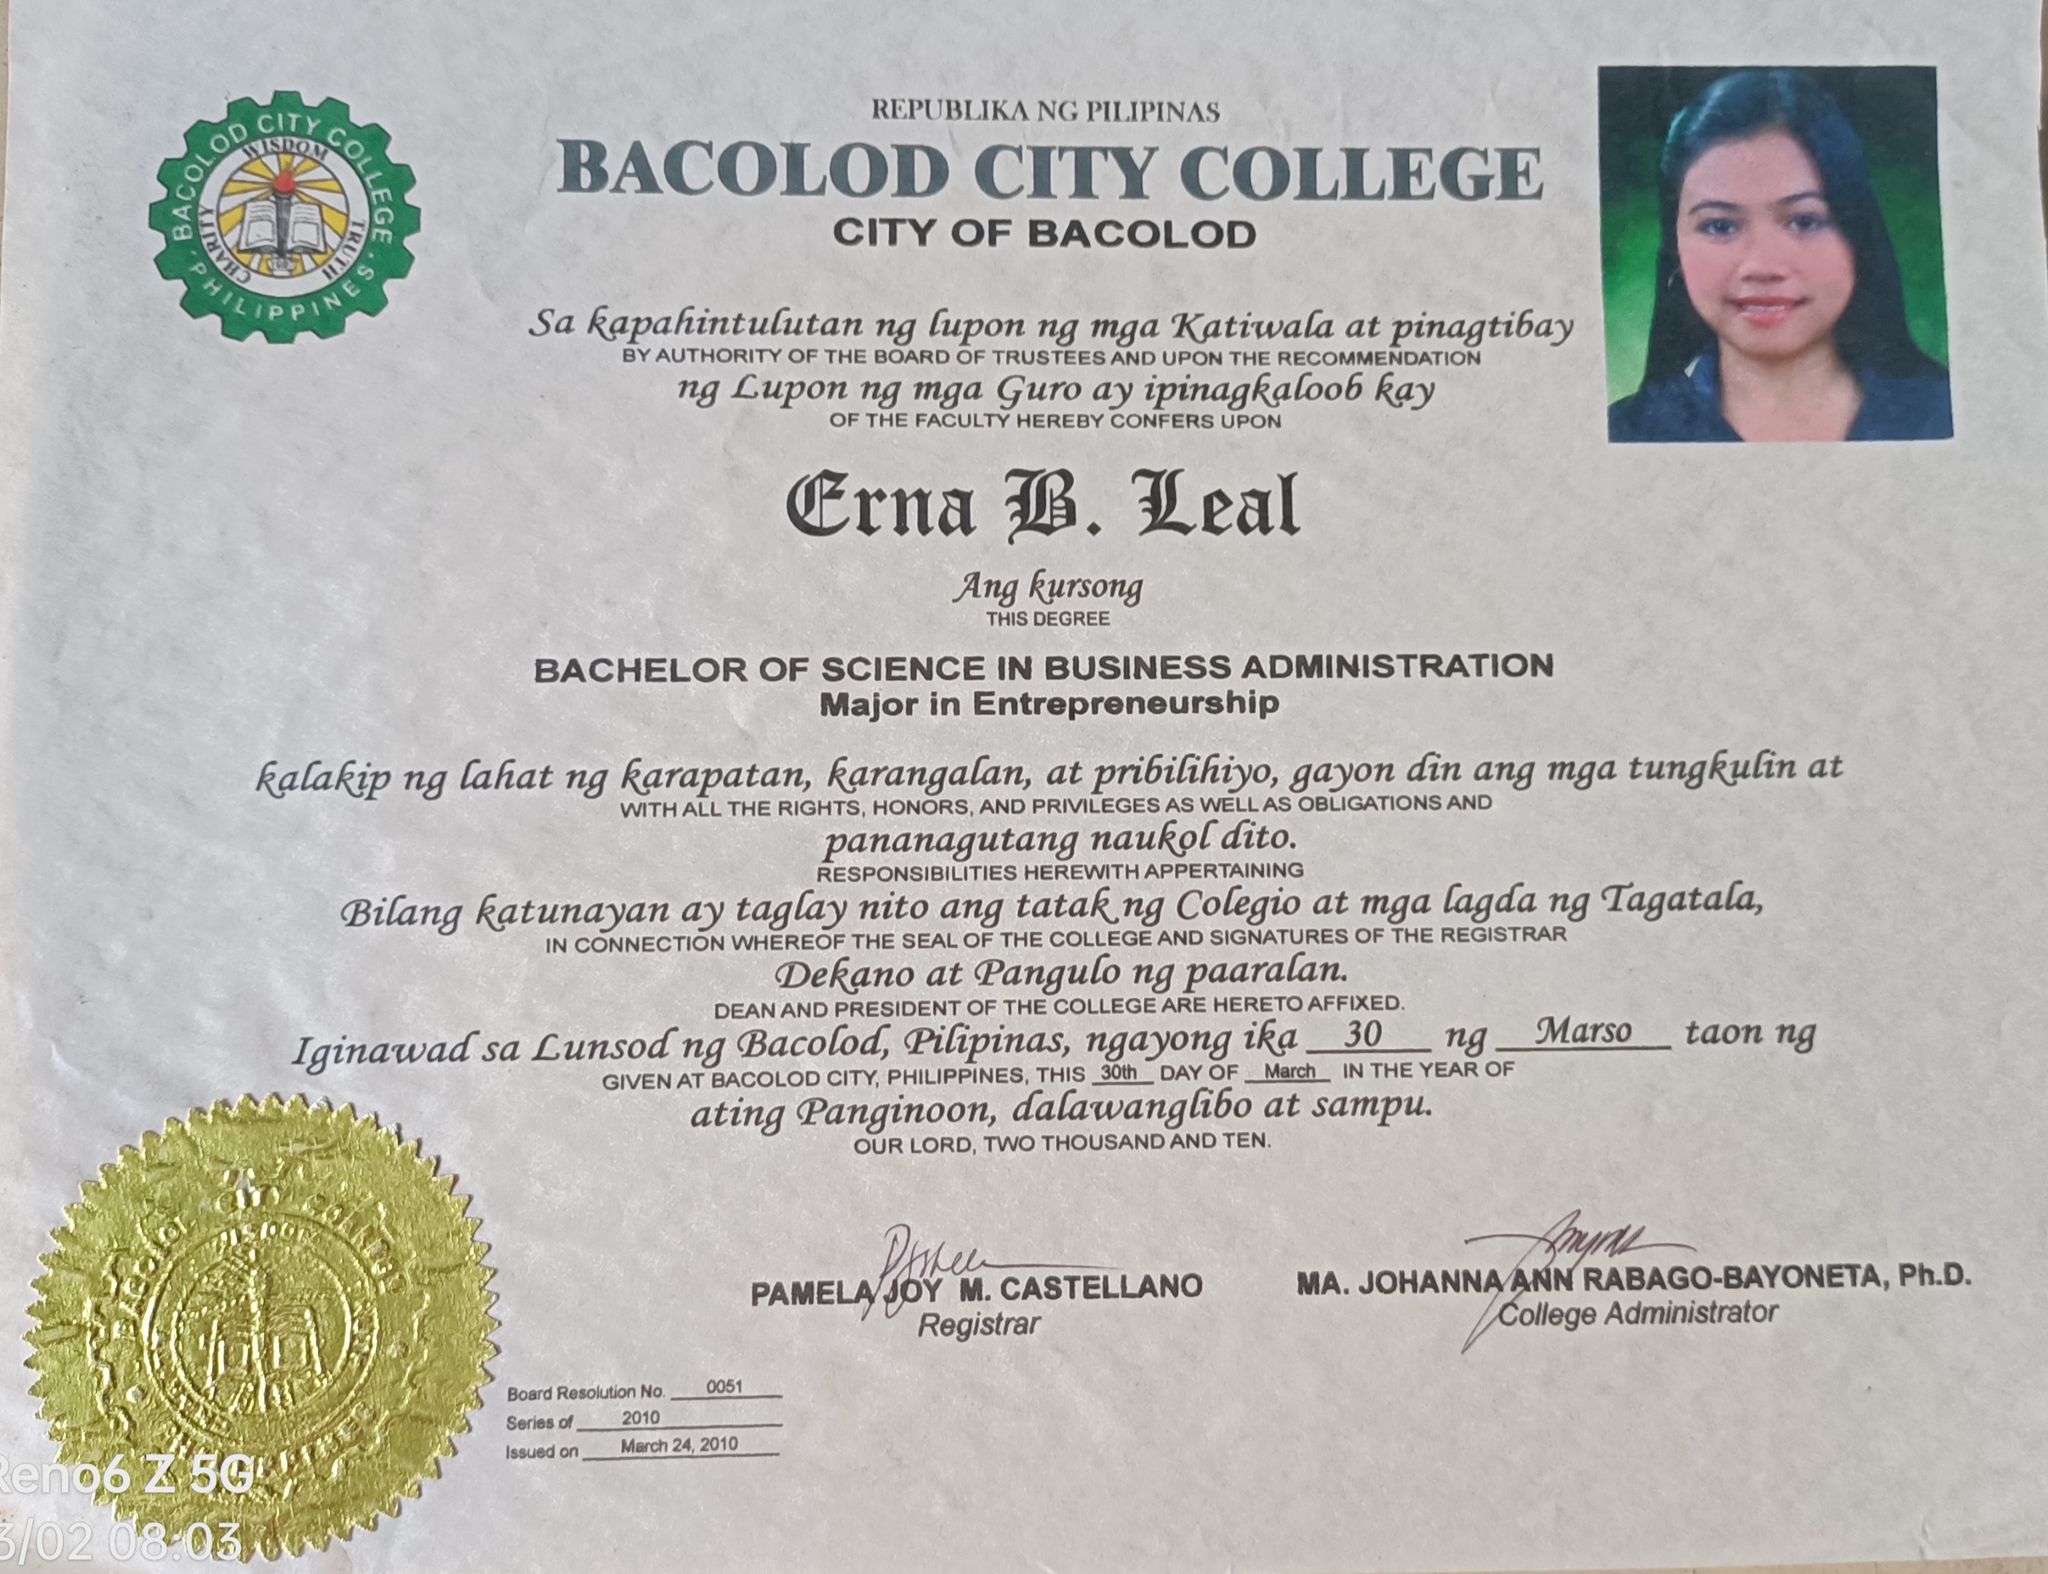 BACOLOD CITY COLLEGE
PHILIPPINES
WISDOM
CHARITY
TRUTH
REPUBLIKA NG PILIPINAS
BACOLOD CITY COLLEGE
CITY OF BACOLOD
Sa kapahintulutan ng lupon ng mga Katiwala at pinagtibay
BY AUTHORITY OF THE BOARD OF TRUSTEES AND UPON THE RECOMMENDATION
ng Lupon ng mga Guro ay ipinagkaloob kay
OF THE FACULTY HEREBY CONFERS UPON
Erna B. Leal
Ang kursong
THIS DEGREE
BACHELOR OF SCIENCE IN BUSINESS ADMINISTRATION
Major in Entrepreneurship
kalakip ng lahat ng karapatan, karangalan, at pribilihiyo, gayon din ang mga tungkulin at
WITH ALL THE RIGHTS, HONORS, AND PRIVILEGES AS WELL AS OBLIGATIONS AND
pananagutang naukol dito.
RESPONSIBILITIES HEREWITH APPERTAINING
Bilang katunayan ay taglay nito ang tatak ng Colegio at mga lagda ng Tagatala,
IN CONNECTION WHEREOF THE SEAL OF THE COLLEGE AND SIGNATURES OF THE REGISTRAR
Dekano at Pangulo ng paaralan.
DEAN AND PRESIDENT OF THE COLLEGE ARE HERETO AFFIXED.
Iginawad sa Lunsod ng Bacolod, Pilipinas, ngayong ika 30 ng Marso taon ng
GIVEN AT BACOLOD CITY, PHILIPPINES, THIS 30th DAY OF March IN THE YEAR OF
ating Panginoon, dalawanglibo at sampu.
OUR LORD, TWO THOUSAND AND TEN.
PAMELA JOY M. CASTELLANO
Registrar
MA. JOHANNA ANN RABAGO-BAYONETA, Ph.D.
College Administrator
Board Resolution No. 0051
Series of 2010
Issued on March 24, 2010
Reno6 Z 5G
3/02 08:03